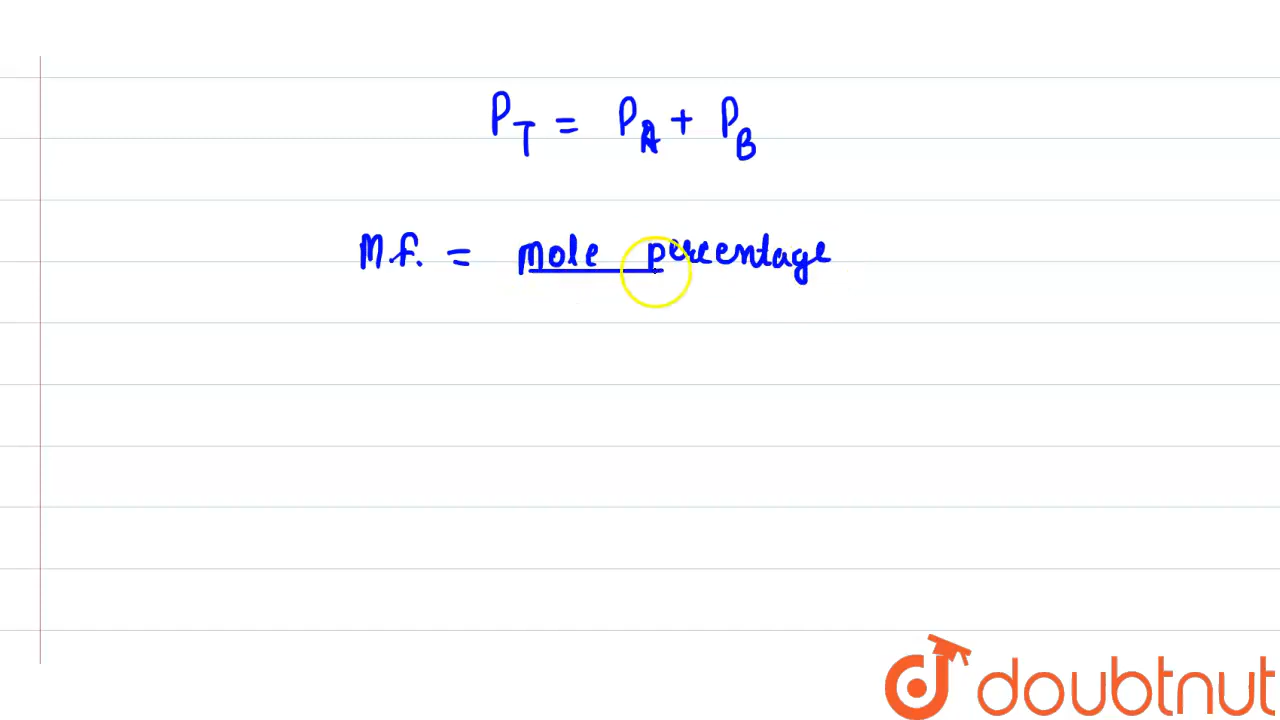 P_T = P_A + P_B
M.f. = mole percentage
doubtnut